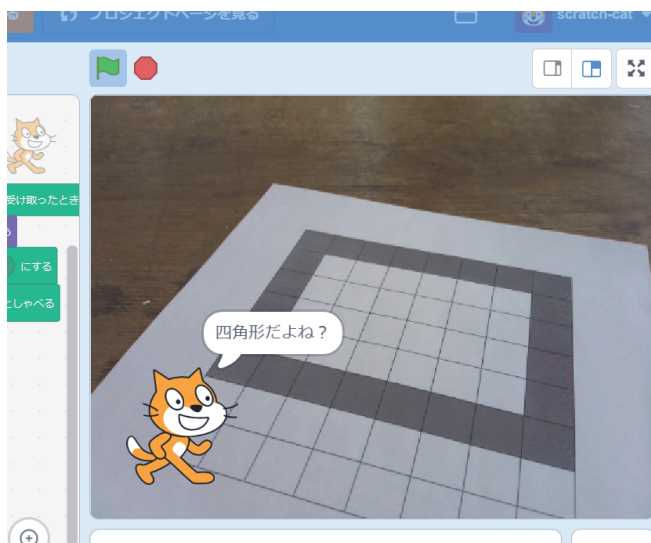 プロジェクトページを見る
scratch-cat
受け取ったとき
にする
としゃべる
四角形だよね？